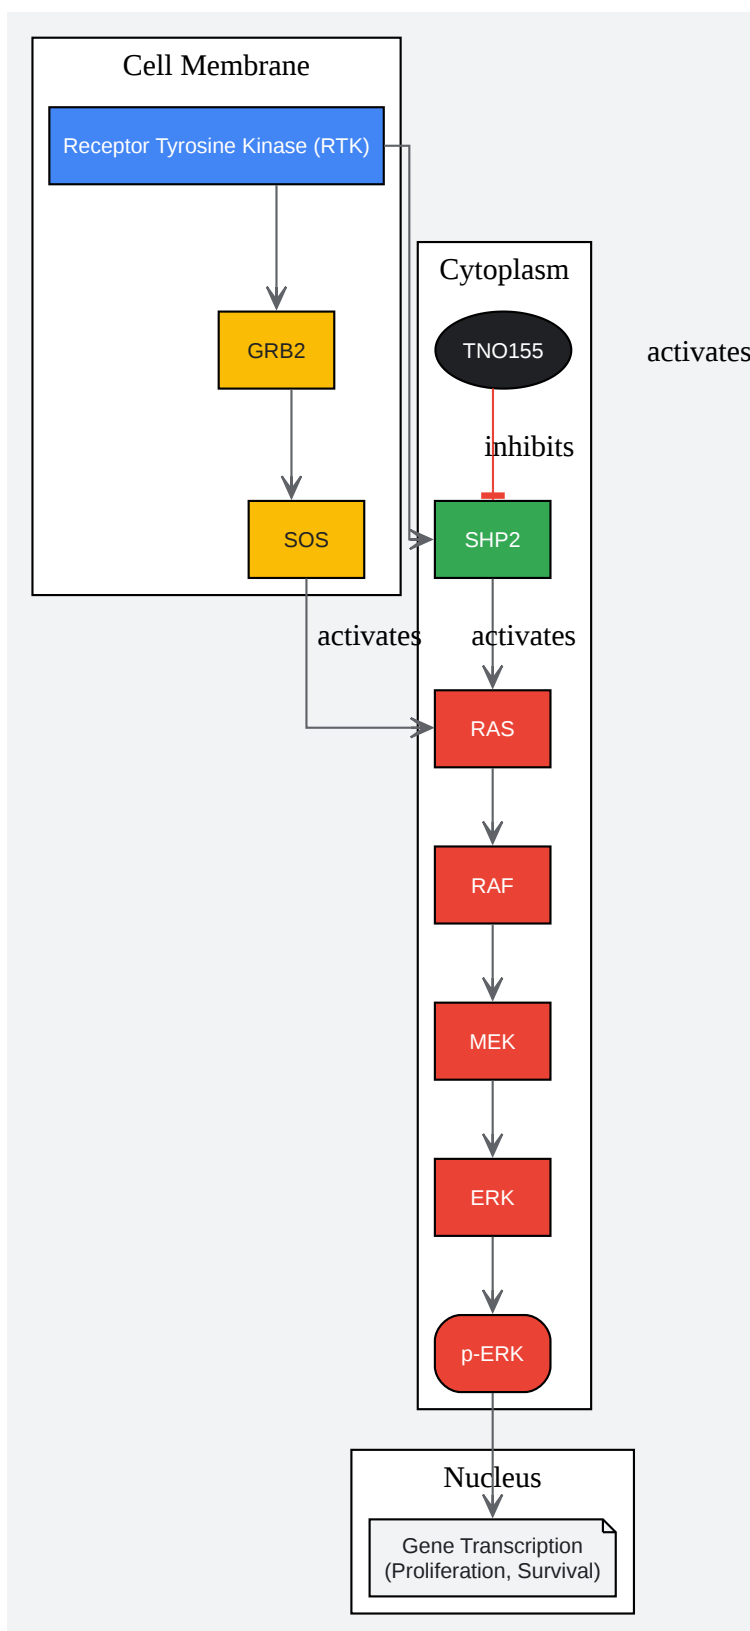 Cell Membrane
Receptor Tyrosine Kinase (RTK)
Cytoplasm
GRB2
TNO155
activates
inhibits
SOS
SHP2
activates
activates
RAS
RAF
MEK
ERK
p-ERK
Nucleus
Gene Transcription
(Proliferation, Survival)